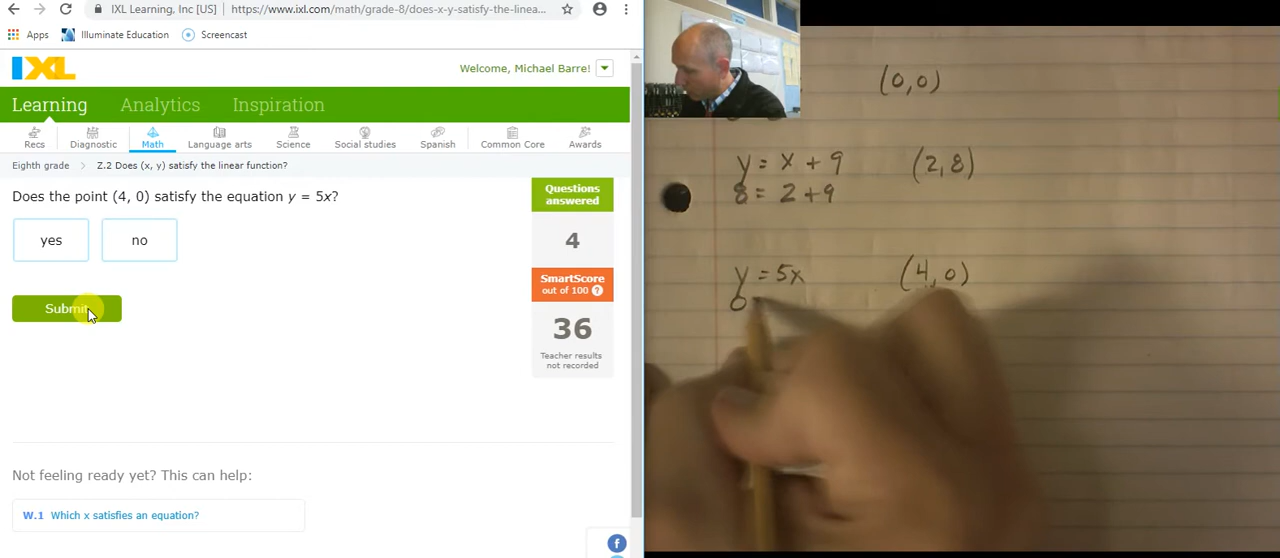 IXL Learning, Inc [US] https://www.ixl.com/math/grade-8/does-x-y-satisfy-the-linea...
Apps Illuminate Education Screencast
IXL
Welcome, Michael Barre!
Learning Analytics Inspiration
Recs Diagnostic Math Language arts Science Social studies Spanish Common Core Awards
Eighth grade > Z.2 Does (x, y) satisfy the linear function?
Does the point (4, 0) satisfy the equation y = 5x?
yes no
Submit
Questions
answered
4
SmartScore
out of 100 ?
36
Teacher results
not recorded
Not feeling ready yet? This can help:
W.1 Which x satisfies an equation?
f
(0,0)
y = x + 9 (2,8)
8 = 2 + 9
y = 5x (4,0)
0